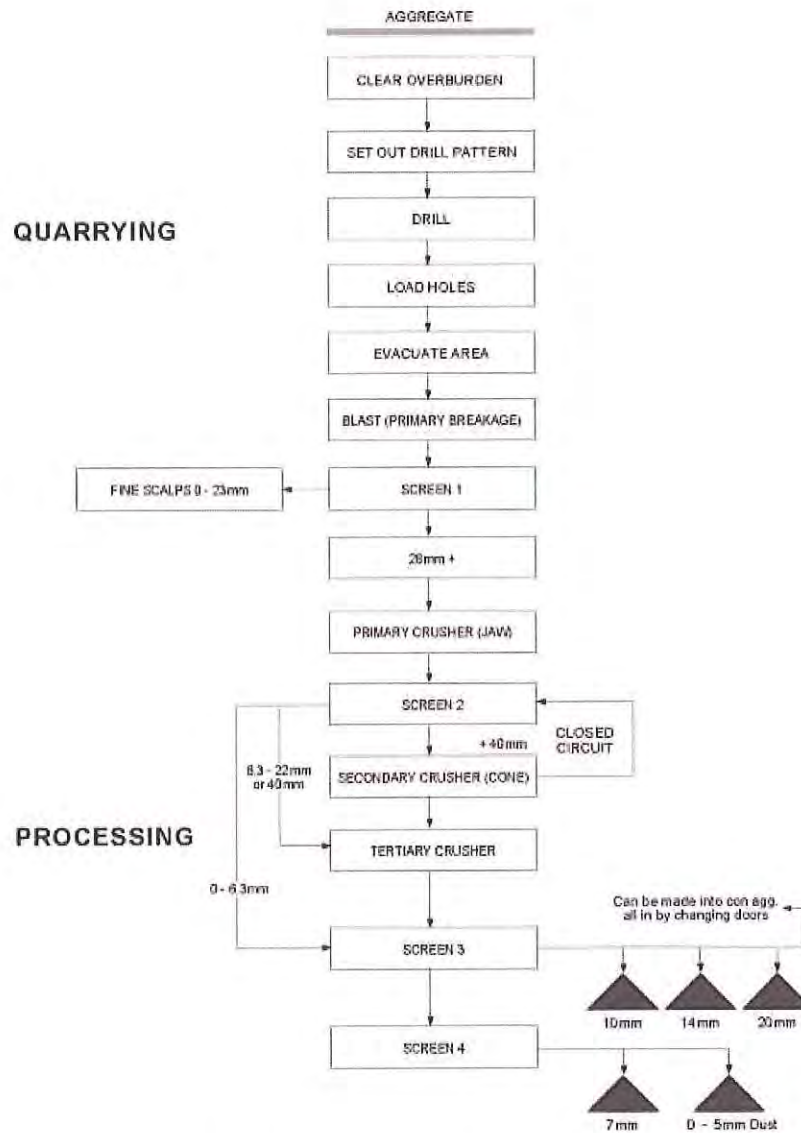 AGGREGATE
CLEAR OVERBURDEN
SET OUT DRILL PATTERN
QUARRYING
DRILL
LOAD HOLES
EVACUATE AREA
BLAST (PRIMARY BREAKAGE)
FINE SCALPS 0 - 23mm
SCREEN 1
28mm +
PRIMARY CRUSHER (JAW)
SCREEN 2
+ 40mm
CLOSED
CIRCUIT
6.3 - 22mm
or 40mm
SECONDARY CRUSHER (CONE)
PROCESSING
TERTIARY CRUSHER
0 - 6.3mm
Can be made into con agg.
all in by changing doors
SCREEN 3
10mm
14mm
20mm
SCREEN 4
7mm
0 - 5mm Dust